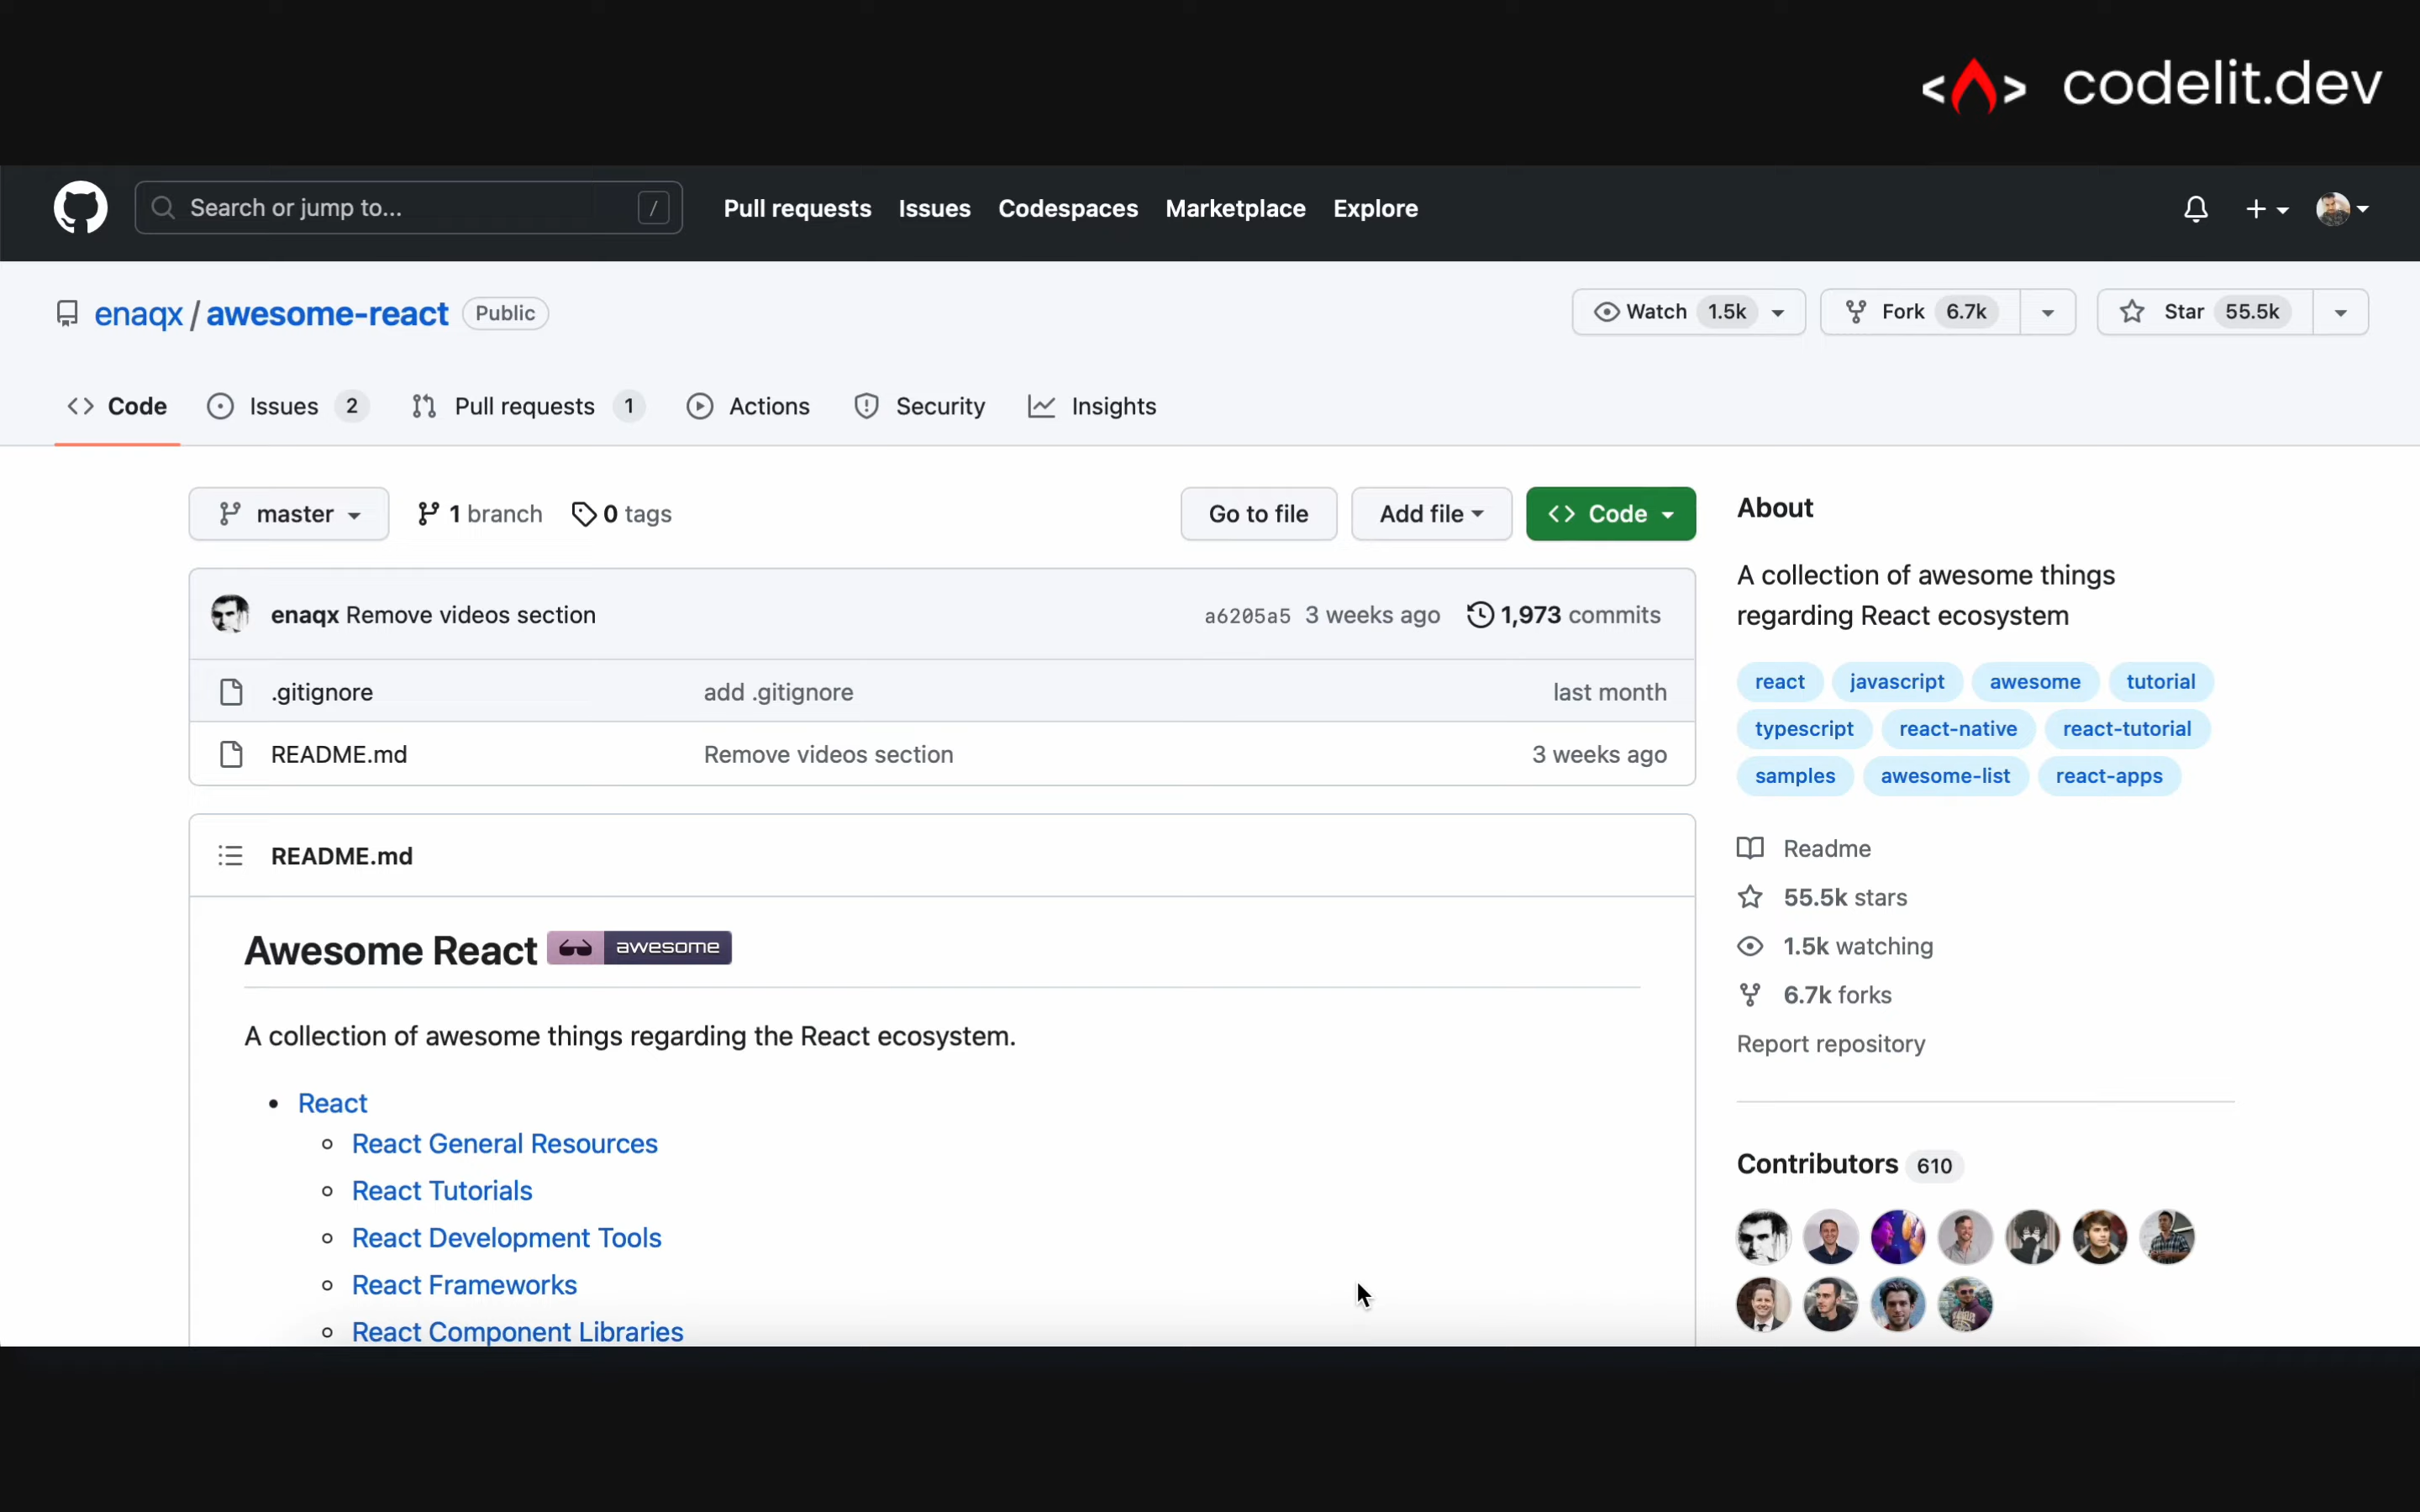 <> codelit.dev
Search or jump to... /
Pull requests Issues Codespaces Marketplace Explore
enaqx / awesome-react Public
Watch 1.5k Fork 6.7k Star 55.5k
Code Issues 2 Pull requests 1 Actions Security Insights
master 1 branch 0 tags
Go to file Add file <> Code
enaqx Remove videos section a6205a5 3 weeks ago 1,973 commits
.gitignore add .gitignore last month
README.md Remove videos section 3 weeks ago
README.md
Awesome React awesome
A collection of awesome things regarding the React ecosystem.
• React
React General Resources
React Tutorials
React Development Tools
React Frameworks
React Component Libraries
About
A collection of awesome things
regarding React ecosystem
react javascript awesome tutorial
typescript react-native react-tutorial
samples awesome-list react-apps
Readme
55.5k stars
1.5k watching
6.7k forks
Report repository
Contributors 610